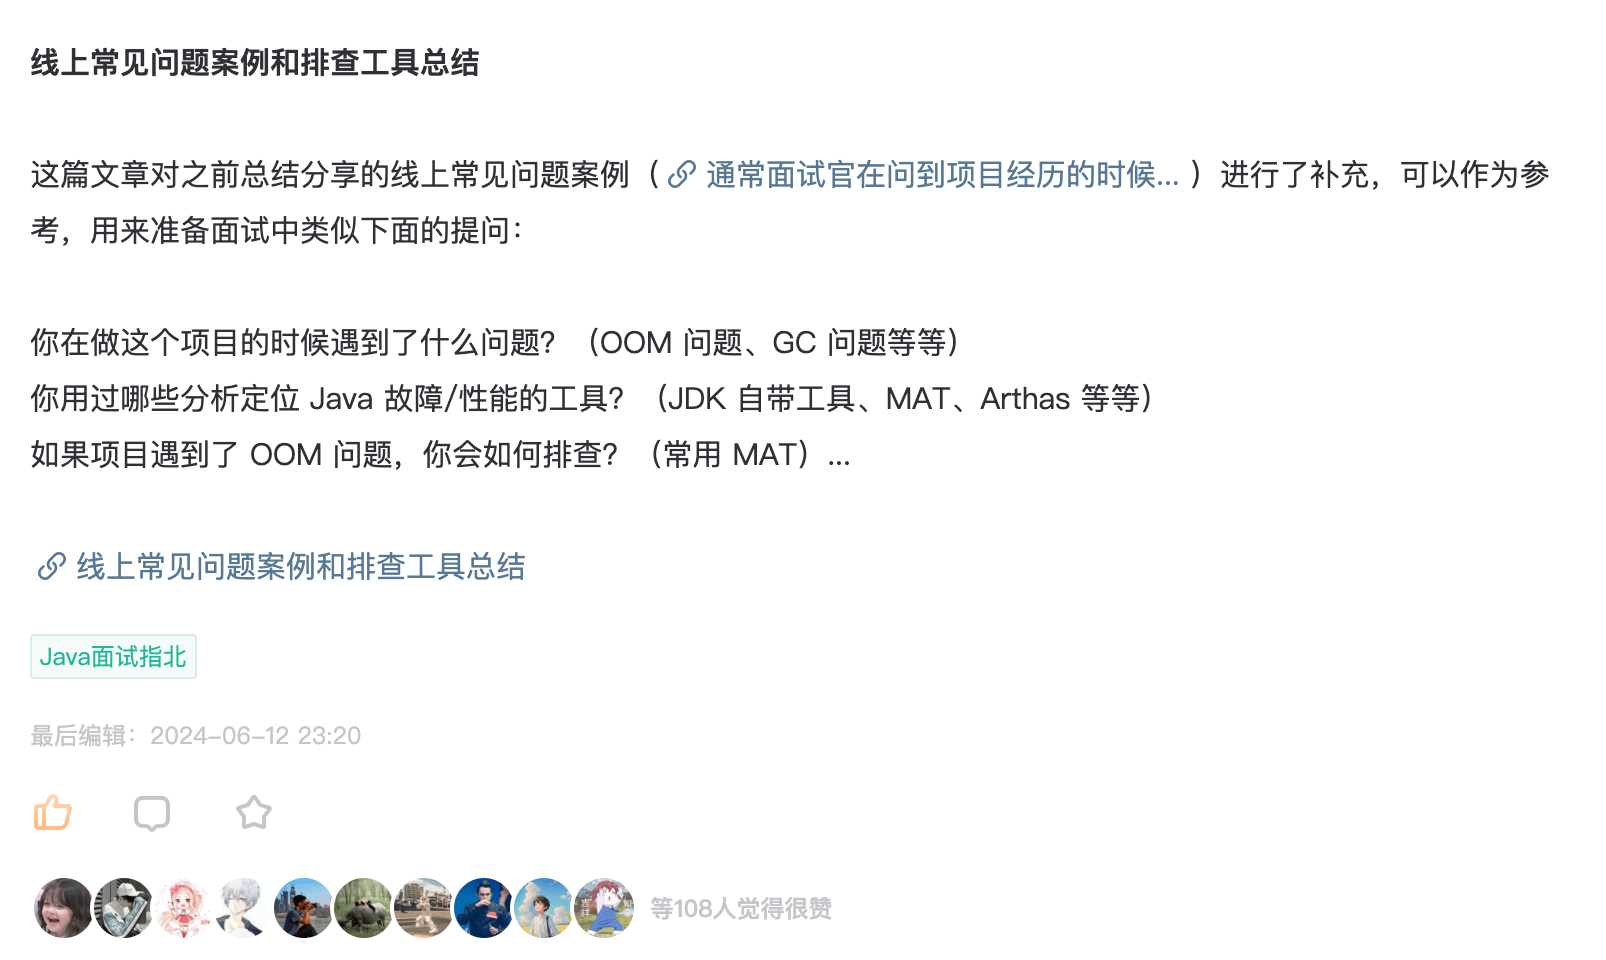 线上常见问题案例和排查工具总结
这篇文章对之前总结分享的线上常见问题案例（ 通常面试官在问到项目经历的时候... ）进行了补充，可以作为参
考，用来准备面试中类似下面的提问：
你在做这个项目的时候遇到了什么问题？（OOM 问题、GC 问题等等）
你用过哪些分析定位 Java 故障/性能的工具？（JDK 自带工具、MAT、Arthas 等等）
如果项目遇到了 OOM 问题，你会如何排查？（常用 MAT）...
线上常见问题案例和排查工具总结
Java面试指北
最后编辑：2024-06-12 23:20
等108人觉得很赞